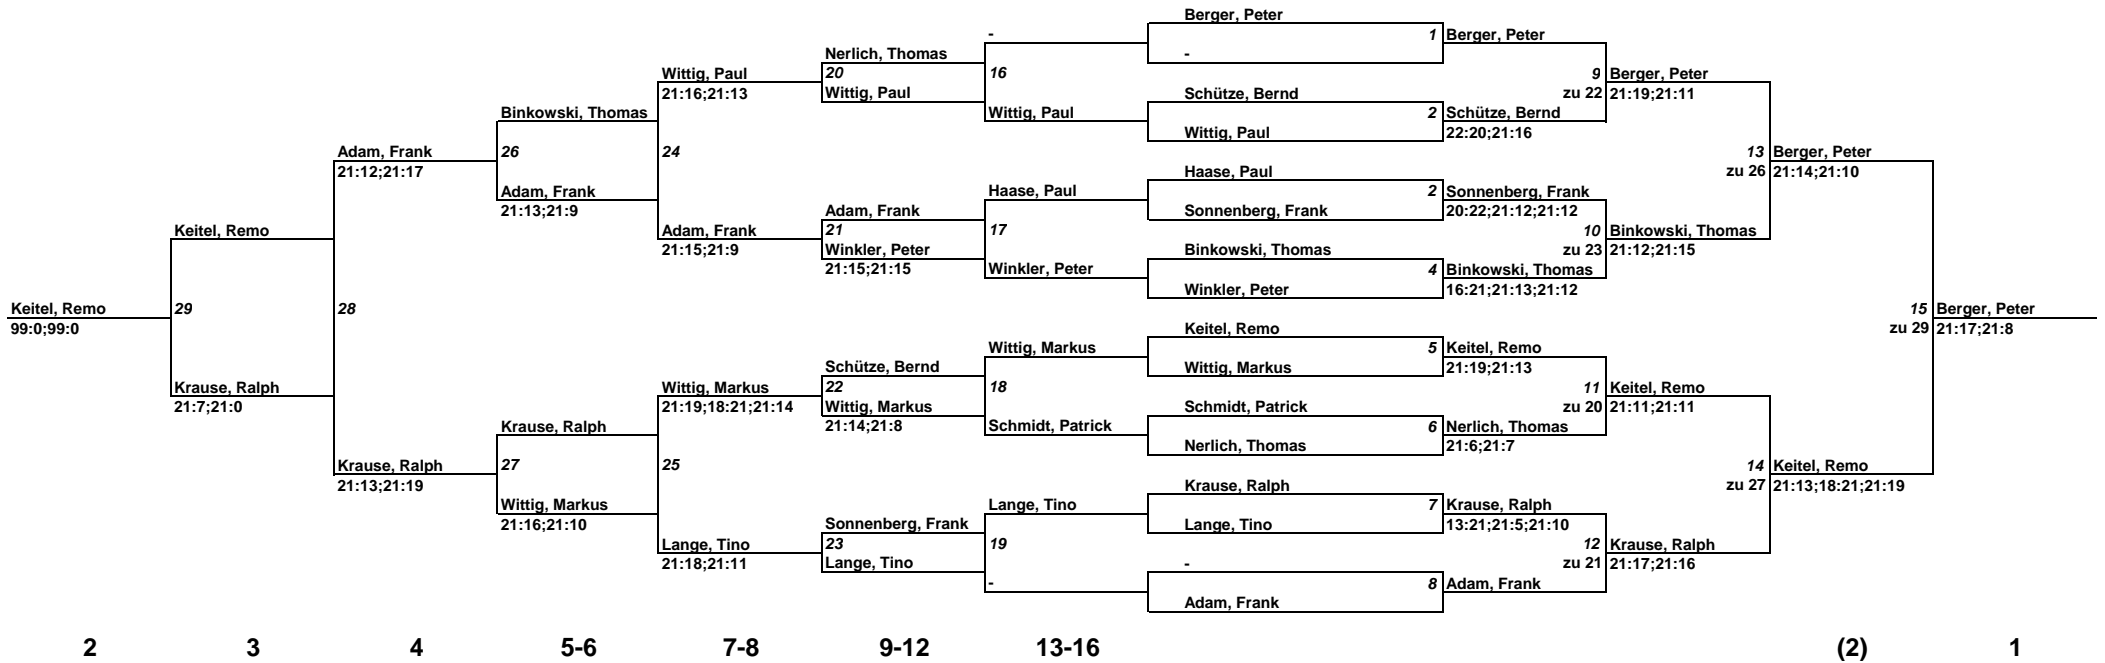 Berger, Peter
- 1 Berger, Peter
Nerlich, Thomas -
Wittig, Paul 20 16 9 Berger, Peter
21:16;21:13 Wittig, Paul Schütze, Bernd zu 22 21:19;21:11
Binkowski, Thomas Wittig, Paul 2 Schütze, Bernd
Wittig, Paul 22:20;21:16
Adam, Frank 26 24 13 Berger, Peter
21:12;21:17 Haase, Paul zu 26 21:14;21:10
Adam, Frank Haase, Paul 2 Sonnenberg, Frank
21:13;21:9 Adam, Frank Sonnenberg, Frank 20:22;21:12;21:12
Keitel, Remo Adam, Frank 21 17 10 Binkowski, Thomas
21:15;21:9 Winkler, Peter Binkowski, Thomas zu 23 21:12;21:15
21:15;21:15 Winkler, Peter 4 Binkowski, Thomas
Winkler, Peter 16:21;21:13;21:12
Keitel, Remo 29 28 15 Berger, Peter
99:0;99:0 Keitel, Remo zu 29 21:17;21:8
Wittig, Markus 5 Keitel, Remo
Schütze, Bernd Wittig, Markus 21:19;21:13
Krause, Ralph Wittig, Markus 22 18 11 Keitel, Remo
21:7;21:0 21:19;18:21;21:14 Wittig, Markus Schmidt, Patrick zu 20 21:11;21:11
Krause, Ralph 21:14;21:8 Schmidt, Patrick 6 Nerlich, Thomas
Nerlich, Thomas 21:6;21:7
Krause, Ralph 27 25 14 Keitel, Remo
21:13;21:19 Krause, Ralph zu 27 21:13;18:21;21:19
Wittig, Markus Lange, Tino 7 Krause, Ralph
21:16;21:10 Sonnenberg, Frank Lange, Tino 13:21;21:5;21:10
Lange, Tino 23 19 12 Krause, Ralph
21:18;21:11 Lange, Tino - zu 21 21:17;21:16
- 8 Adam, Frank
Adam, Frank
2 3 4 5-6 7-8 9-12 13-16 (2) 1